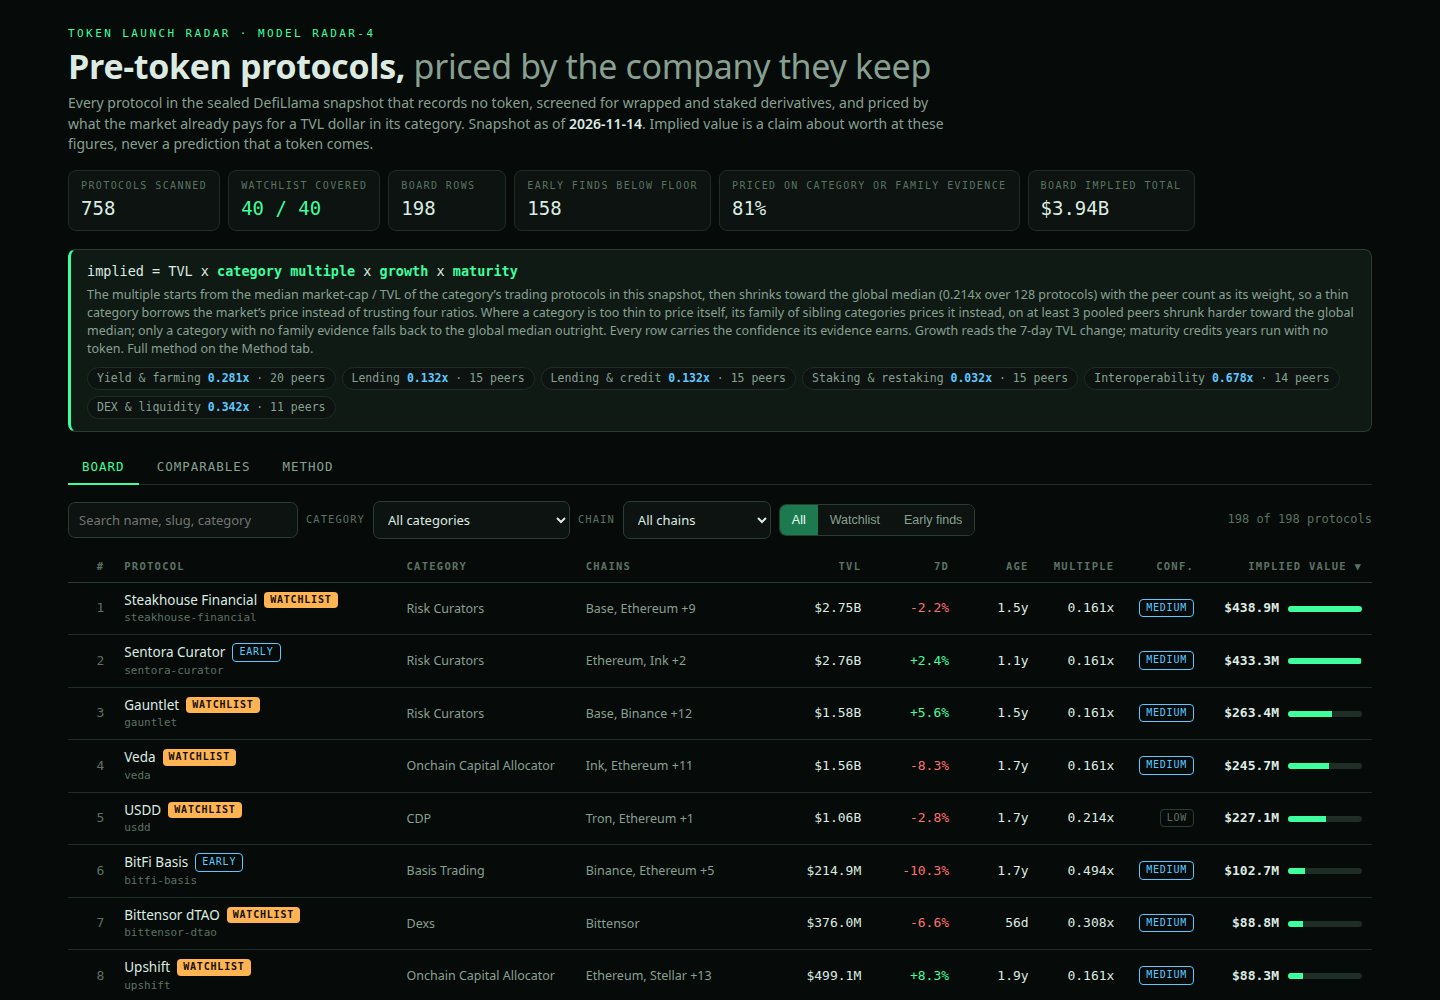 TOKEN LAUNCH RADAR · MODEL RADAR-4
Pre-token protocols, priced by the company they keep
Every protocol in the sealed DefiLlama snapshot that records no token, screened for wrapped and staked derivatives, and priced by
what the market already pays for a TVL dollar in its category. Snapshot as of 2026-11-14. Implied value is a claim about worth at these
figures, never a prediction that a token comes.
PROTOCOLS SCANNED WATCHLIST COVERED BOARD ROWS EARLY FINDS BELOW FLOOR PRICED ON CATEGORY OR FAMILY EVIDENCE BOARD IMPLIED TOTAL
758 40 / 40 198 158 81% $3.94B
implied = TVL x category multiple x growth x maturity
The multiple starts from the median market-cap / TVL of the category's trading protocols in this snapshot, then shrinks toward the global median (0.214x over 128 protocols) with the peer count as its weight, so a thin
category borrows the market's price instead of trusting four ratios. Where a category is too thin to price itself, its family of sibling categories prices it instead, on at least 3 pooled peers shrunk harder toward the global
median; only a category with no family evidence falls back to the global median outright. Every row carries the confidence its evidence earns. Growth reads the 7-day TVL change; maturity credits years run with no
token. Full method on the Method tab.
Yield & farming 0.281x · 20 peers Lending 0.132x · 15 peers Lending & credit 0.132x · 15 peers Staking & restaking 0.032x · 15 peers Interoperability 0.678x · 14 peers
DEX & liquidity 0.342x · 11 peers
BOARD COMPARABLES METHOD
Search name, slug, category CATEGORY All categories CHAIN All chains All Watchlist Early finds 198 of 198 protocols
# PROTOCOL CATEGORY CHAINS TVL 7D AGE MULTIPLE CONF. IMPLIED VALUE ▼
1 Steakhouse Financial WATCHLIST Risk Curators Base, Ethereum +9 $2.75B -2.2% 1.5y 0.161x MEDIUM $438.9M
steakhouse-financial
2 Sentora Curator EARLY Risk Curators Ethereum, Ink +2 $2.76B +2.4% 1.1y 0.161x MEDIUM $433.3M
sentora-curator
3 Gauntlet WATCHLIST Risk Curators Base, Binance +12 $1.58B +5.6% 1.5y 0.161x MEDIUM $263.4M
gauntlet
4 Veda WATCHLIST Onchain Capital Allocator Ink, Ethereum +11 $1.56B -8.3% 1.7y 0.161x MEDIUM $245.7M
veda
5 USDD WATCHLIST CDP Tron, Ethereum +1 $1.06B -2.8% 1.7y 0.214x LOW $227.1M
usdd
6 BitFi Basis EARLY Basis Trading Binance, Ethereum +5 $214.9M -10.3% 1.7y 0.494x MEDIUM $102.7M
bitfi-basis
7 Bittensor dTAO WATCHLIST Dexs Bittensor $376.0M -6.6% 56d 0.308x MEDIUM $88.8M
bittensor-dtao
8 Upshift WATCHLIST Onchain Capital Allocator Ethereum, Stellar +13 $499.1M +8.3% 1.9y 0.161x MEDIUM $88.3M
upshift